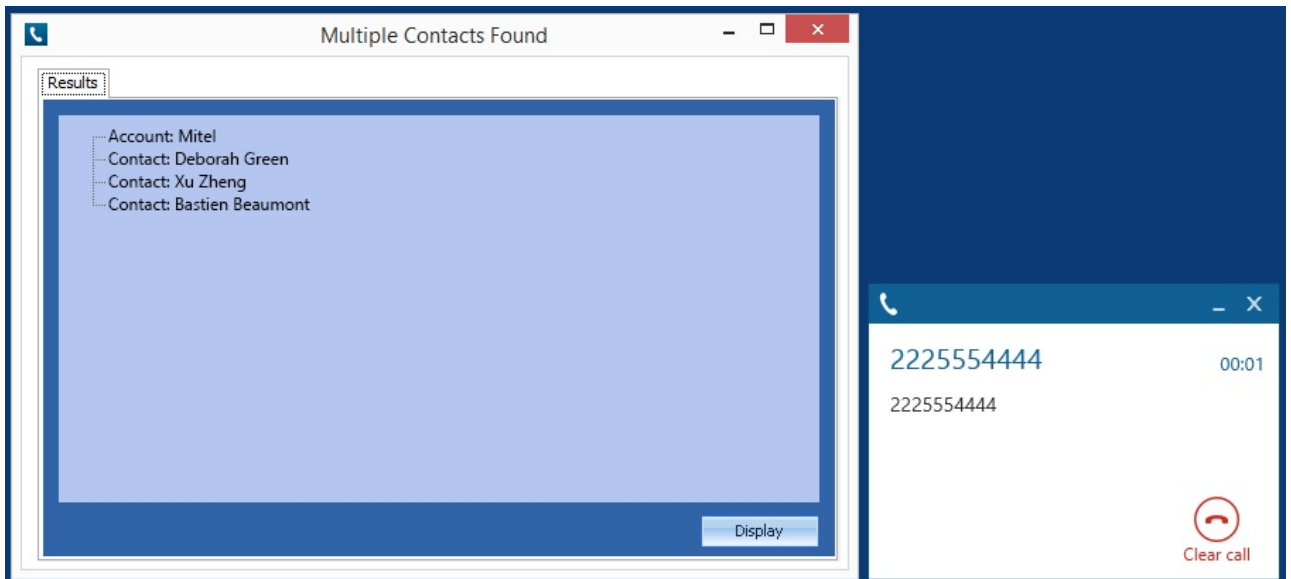 Multiple Contacts Found
Results
Account: Mitel
Contact: Deborah Green
Contact: Xu Zheng
Contact: Bastien Beaumont
Display
2225554444
00:01
2225554444
Clear call